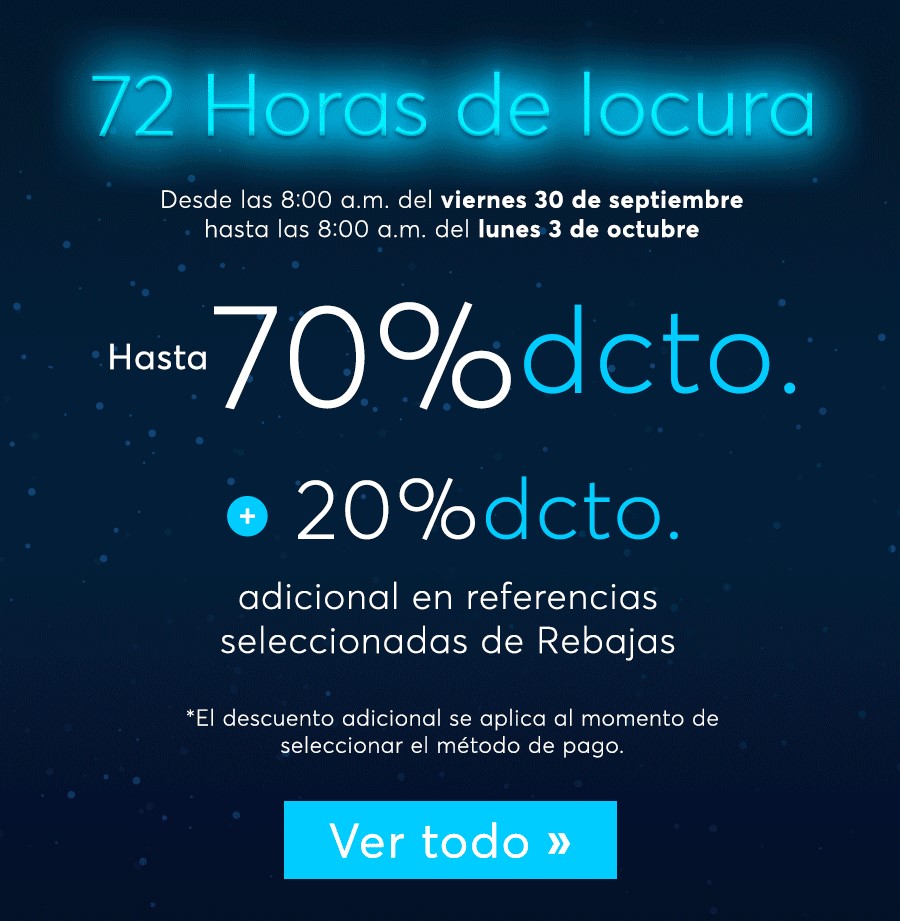 72 Horas de locura
Desde las 8:00 a.m. del viernes 30 de septiembre
hasta las 8:00 a.m. del lunes 3 de octubre
Hasta 70% dcto.
+ 20% dcto.
adicional en referencias
seleccionadas de Rebajas
*El descuento adicional se aplica al momento de
seleccionar el método de pago.
Ver todo »